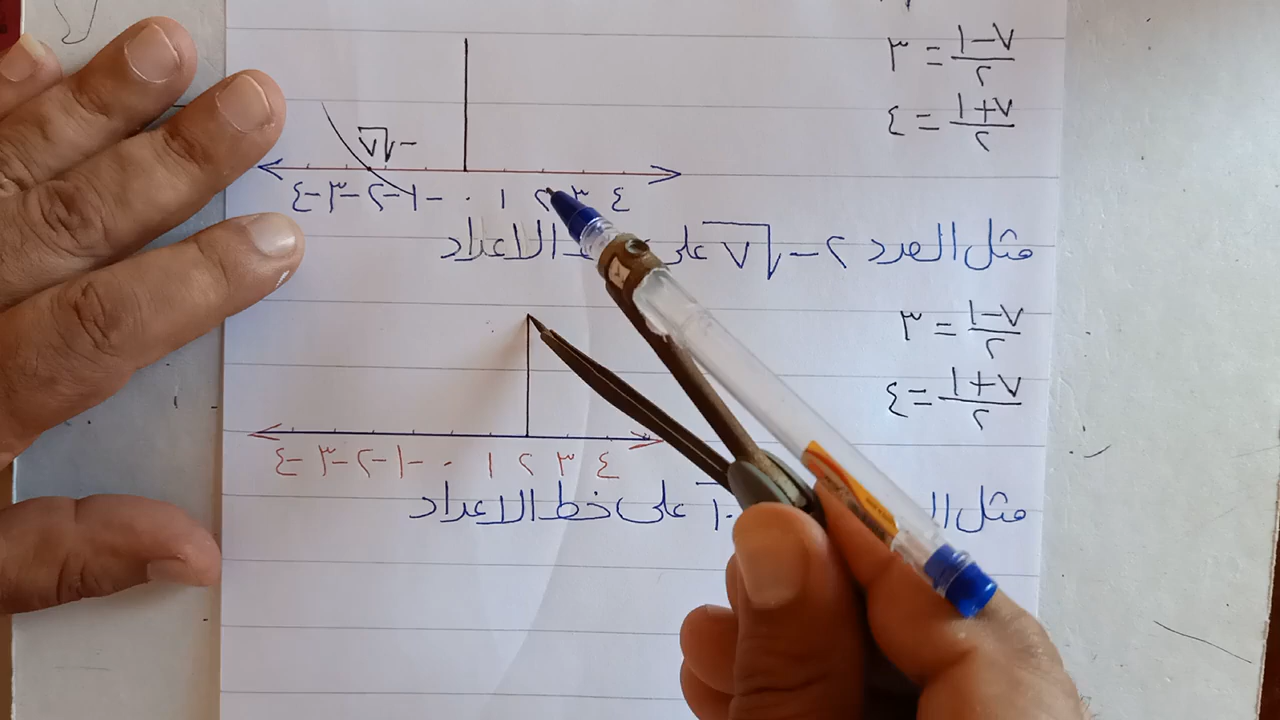 ٧-١/٢ = ٣
٧+١/٢ = ٤
-√٧
٤- ٣- ٢- ١- ٠ ١ ٢ ٣ ٤
مثل العدد ٢-√٧ على الاعداد
٧-١/٢ = ٣
٧+١/٢ = ٤
٤- ٣- ٢- ١- ٠ ١ ٢ ٣ ٤
مثل على خط الاعداد